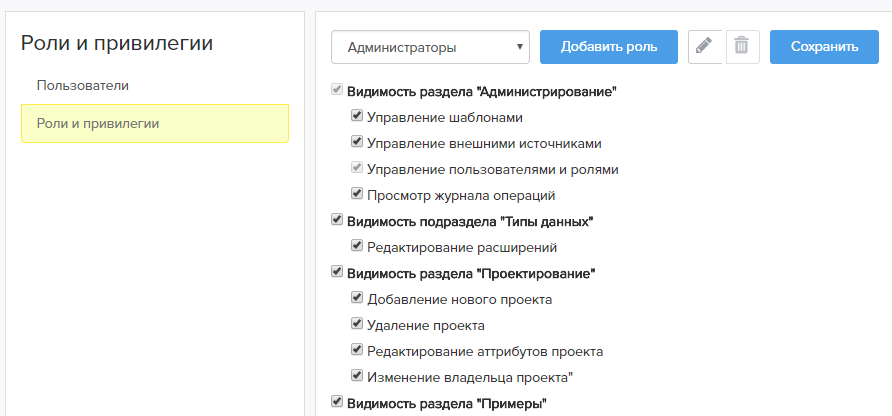 Роли и привилегии
Пользователи
Роли и привилегии
Администраторы
Добавить роль
Сохранить
Видимость раздела "Администрирование"
Управление шаблонами
Управление внешними источниками
Управление пользователями и ролями
Просмотр журнала операций
Видимость подраздела "Типы данных"
Редактирование расширений
Видимость раздела "Проектирование"
Добавление нового проекта
Удаление проекта
Редактирование аттрибутов проекта
Изменение владельца проекта"
Видимость раздела "Примеры"